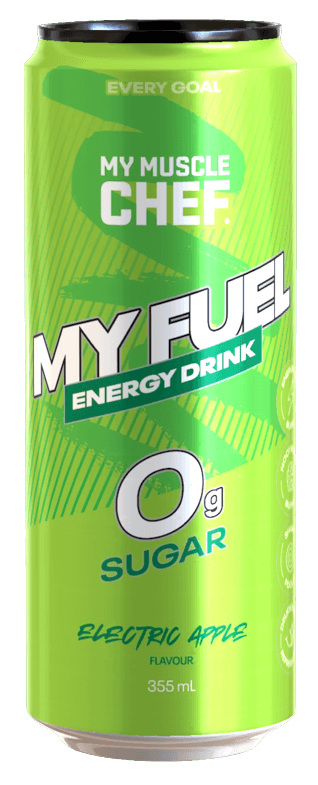 EVERY GOAL
MY MUSCLE
CHEF.
MY FUEL
ENERGY DRINK
0g
SUGAR
ELECTRIC APPLE
FLAVOUR
355 mL